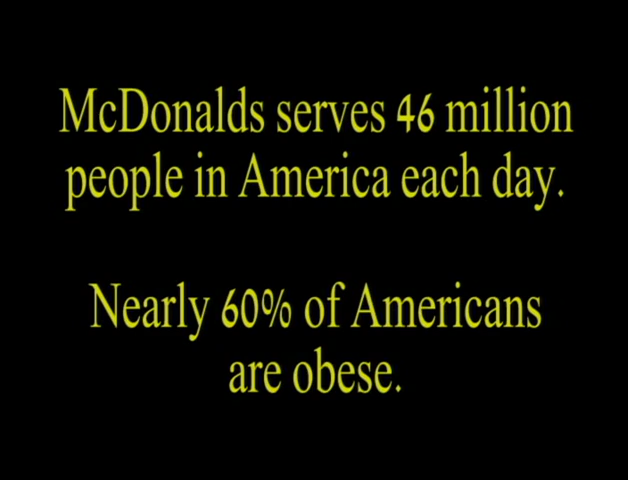 McDonalds serves 46 million
people in America each day.
Nearly 60% of Americans
are obese.